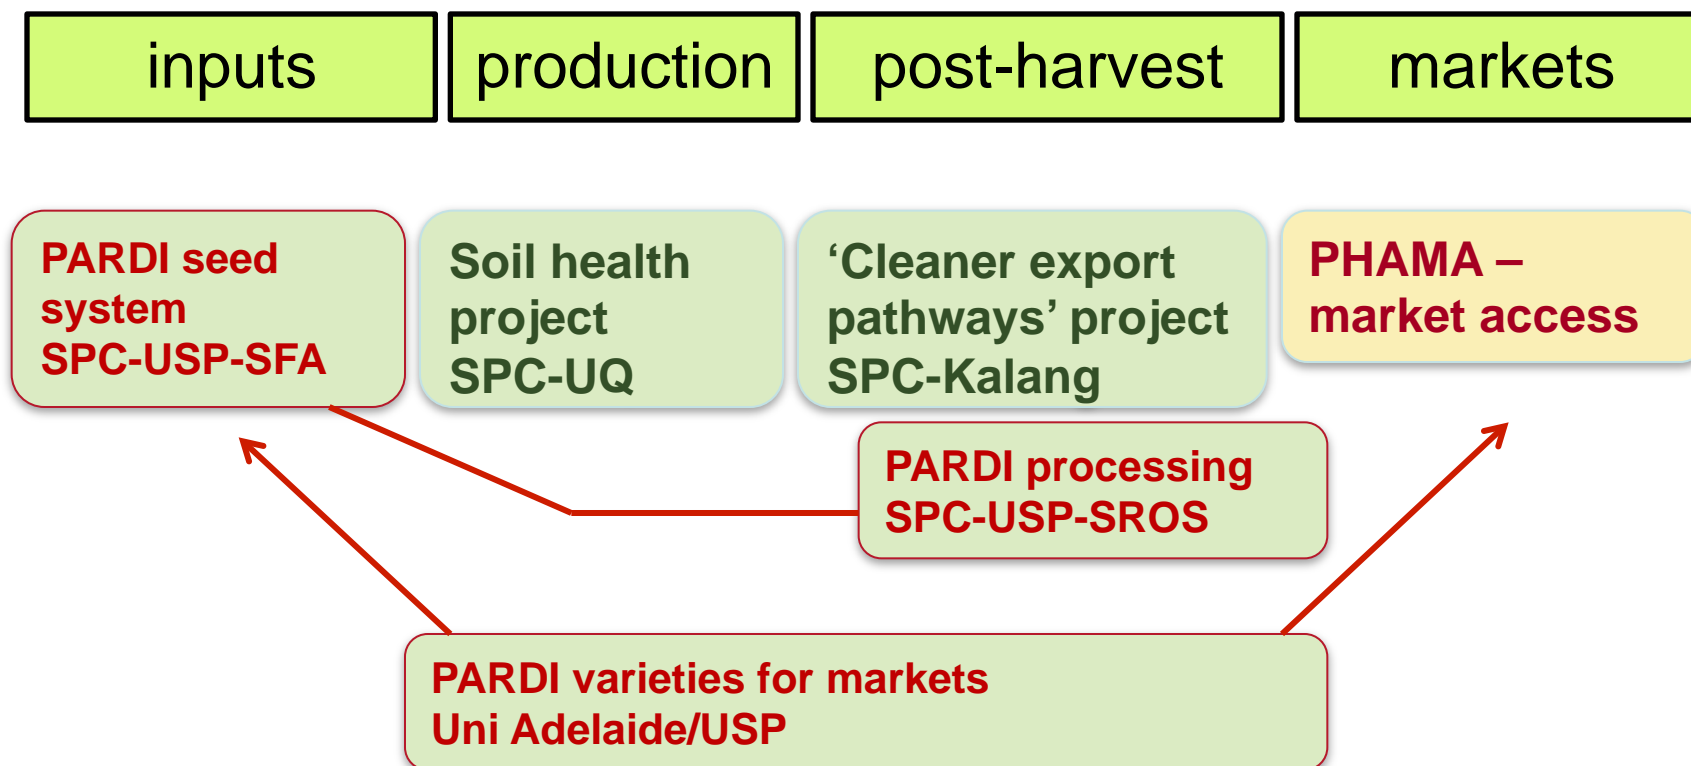 inputs
production
post-harvest
markets
PARDI seed
system
SPC-USP-SFA
Soil health
project
SPC-UQ
‘Cleaner export
pathways’ project
SPC-Kalang
PHAMA –
market access
PARDI processing
SPC-USP-SROS
PARDI varieties for markets
Uni Adelaide/USP